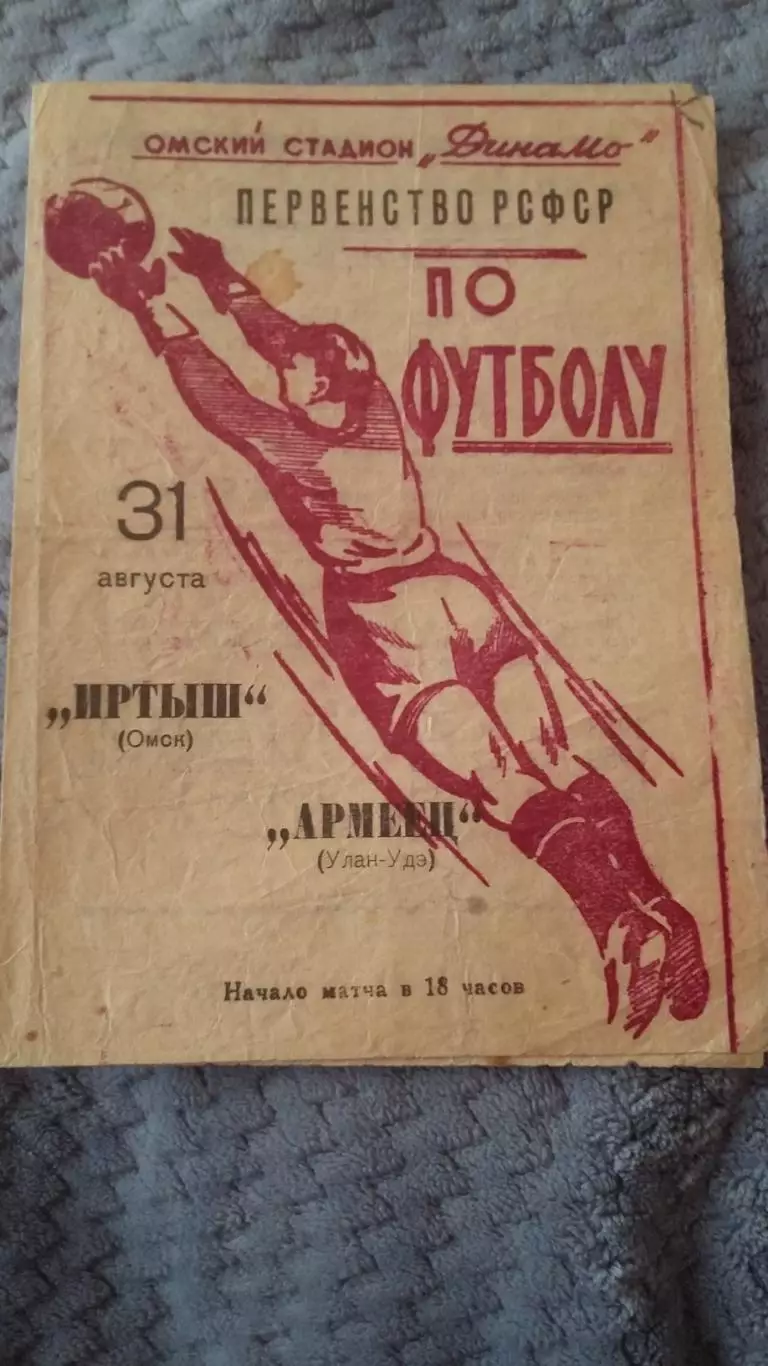 ОМСКИЙ СТАДИОН „Динамо"
ПЕРВЕНСТВО РСФСР
ПО
ФУТБОЛУ
31
августа
„ИРТЫШ"
(Омск)
„АРМЕЕЦ"
(Улан-Удэ)
Начало матча в 18 часов